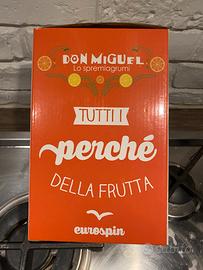 DON MIGUEL
Lo spremiagrumi
TUTTI I
perché
DELLA FRUTTA
eurospin